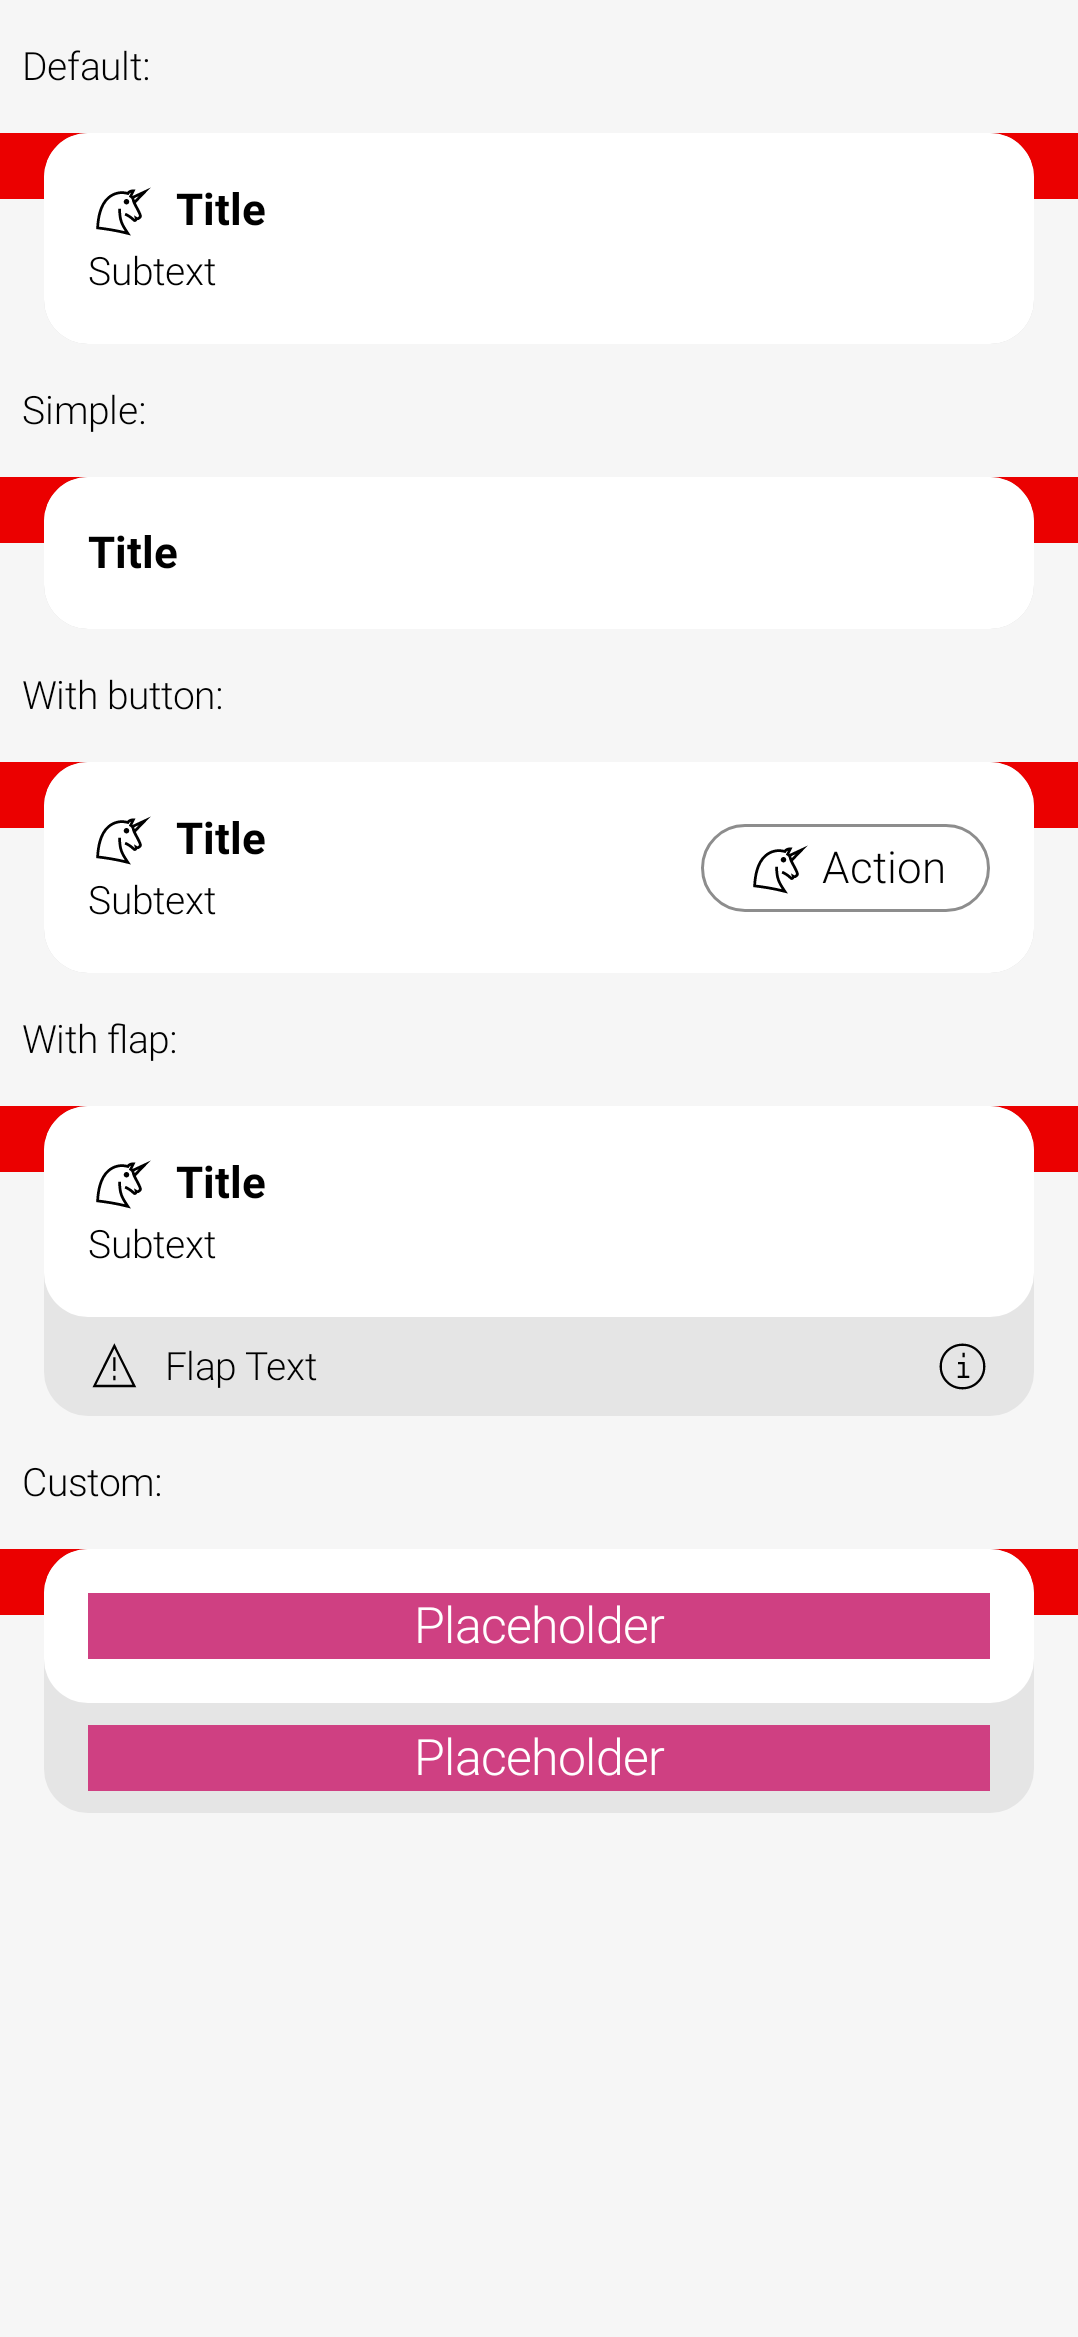 Default:
Title
Subtext
Simple:
Title
With button:
Title
Subtext
Action
With flap:
Title
Subtext
Flap Text
Custom:
Placeholder
Placeholder